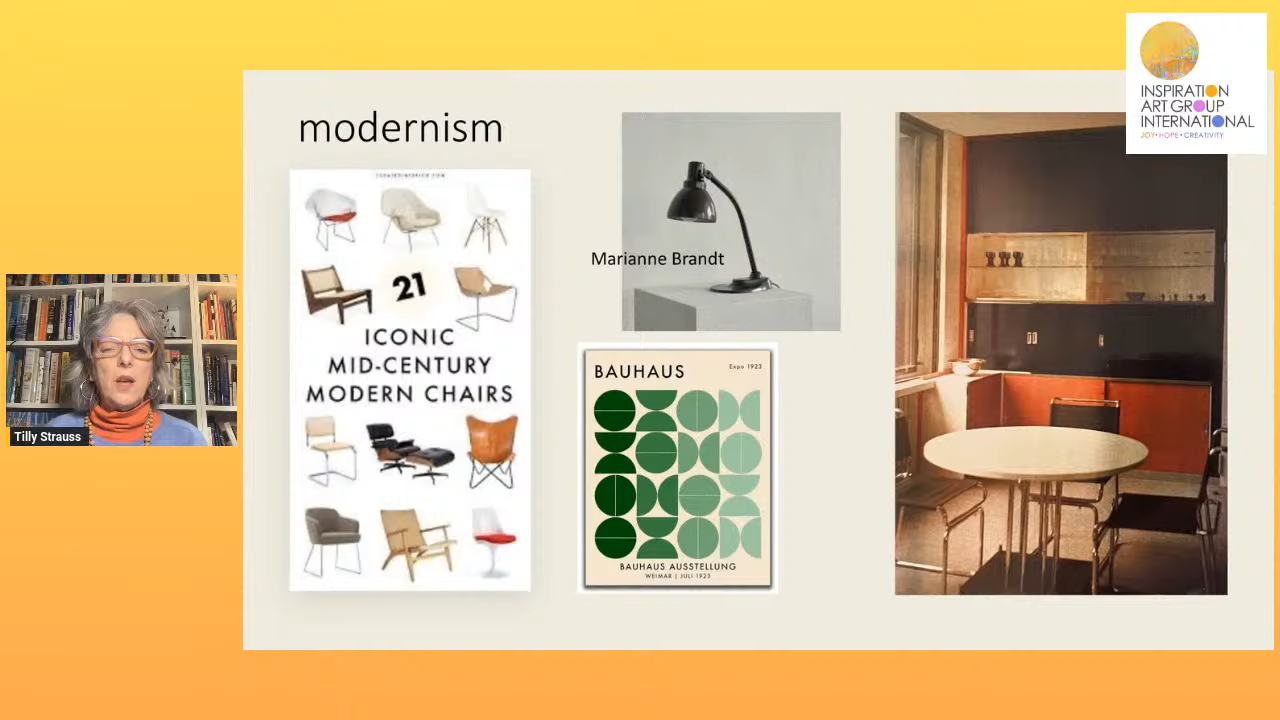 modernism
21
ICONIC
MID-CENTURY
MODERN CHAIRS
Marianne Brandt
BAUHAUS
Expo 1923
BAUHAUS AUSSTELLUNG
WEIMAR | JULI 1923
INSPIRATION
ART GROUP
INTERNATIONAL
JOY • HOPE • CREATIVITY
Tilly Strauss